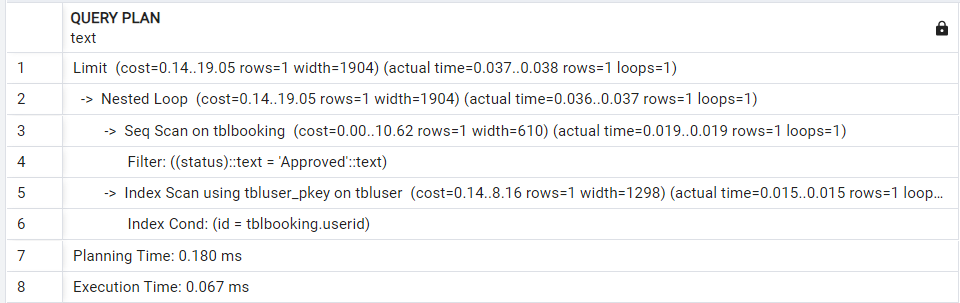 QUERY PLAN
text
1 Limit (cost=0.14..19.05 rows=1 width=1904) (actual time=0.037..0.038 rows=1 loops=1)
2 -> Nested Loop (cost=0.14..19.05 rows=1 width=1904) (actual time=0.036..0.037 rows=1 loops=1)
3 -> Seq Scan on tblbooking (cost=0.00..10.62 rows=1 width=610) (actual time=0.019..0.019 rows=1 loops=1)
4 Filter: ((status)::text = 'Approved'::text)
5 -> Index Scan using tbluser_pkey on tbluser (cost=0.14..8.16 rows=1 width=1298) (actual time=0.015..0.015 rows=1 loop...
6 Index Cond: (id = tblbooking.userid)
7 Planning Time: 0.180 ms
8 Execution Time: 0.067 ms